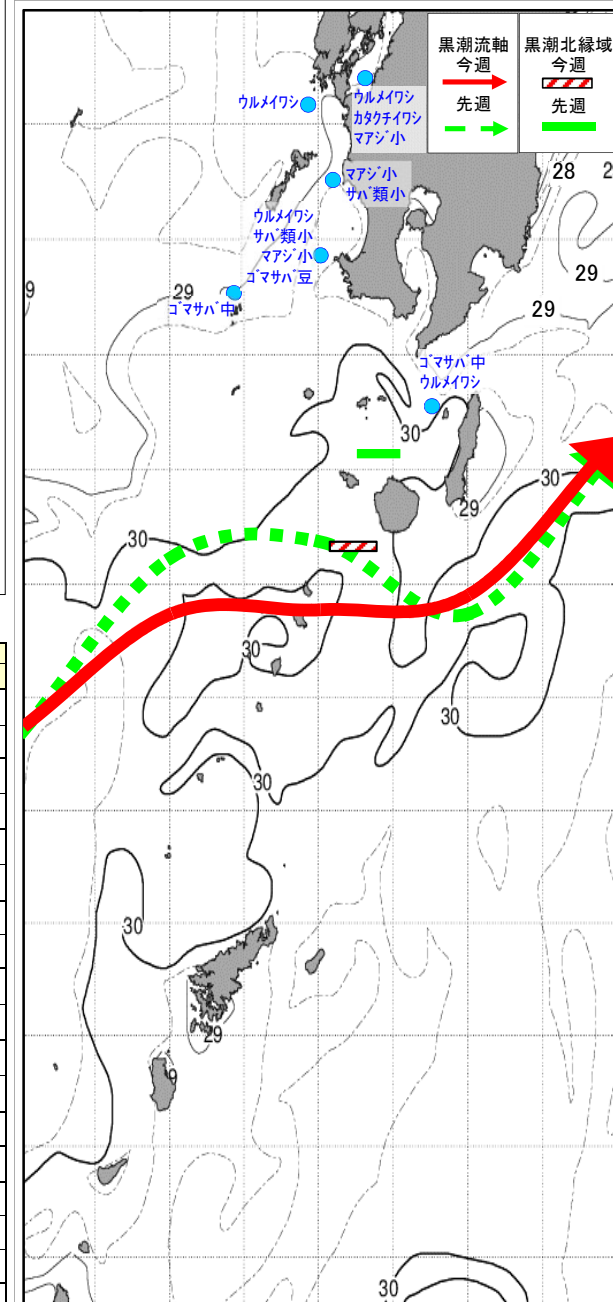 黒潮流軸
今週
先週
黒潮北縁域
今週
先週
ウルメイワシ
ウルメイワシ
カタクチイワシ
マアジ小
マアジ小
サバ類小
ウルメイワシ
サバ類小
マアジ小
ゴマサバ豆
ゴマサバ中
ゴマサバ中
ウルメイワシ
28
2
29
29
9
29
30
29
30
30
30
30
30
30
29
9
30